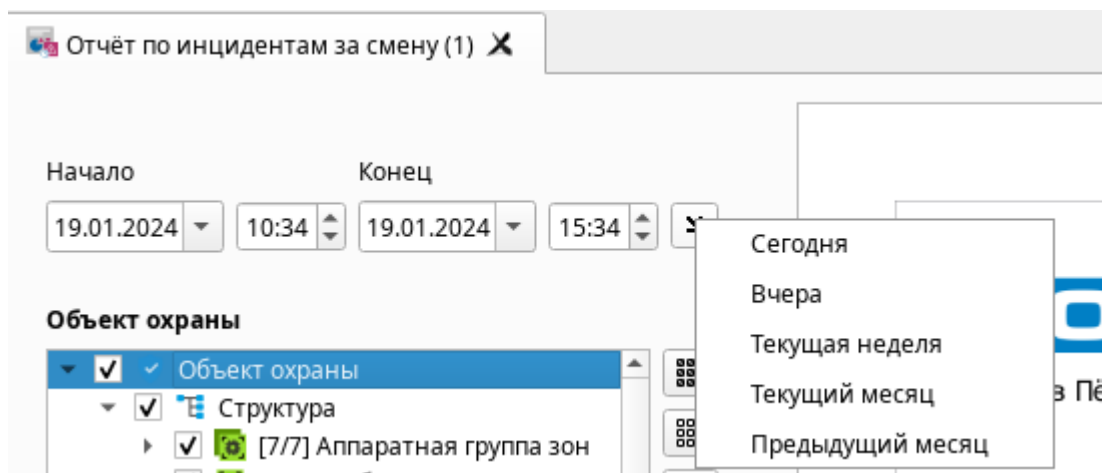 Отчёт по инцидентам за смену (1)
Начало Конец
19.01.2024 10:34 19.01.2024 15:34
Сегодня
Вчера
Текущая неделя
Текущий месяц
Предыдущий месяц
Объект охраны
Объект охраны
Структура
[7/7] Аппаратная группа зон